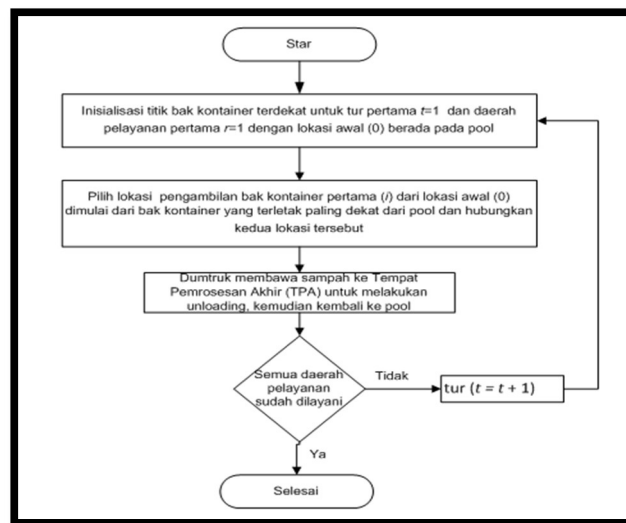 Star
Inisialisasi titik bak kontainer terdekat untuk tur pertama t=1 dan daerah
pelayanan pertama r=1 dengan lokasi awal (0) berada pada pool
Pilih lokasi pengambilan bak kontainer pertama (i) dari lokasi awal (0)
dimulai dari bak kontainer yang terletak paling dekat dari pool dan hubungkan
kedua lokasi tersebut
Dumtruk membawa sampah ke Tempat
Pemrosesan Akhir (TPA) untuk melakukan
unloading, kemudian kembali ke pool
Semua daerah
pelayanan
sudah dilayani
Tidak
tur (t = t + 1)
Ya
Selesai